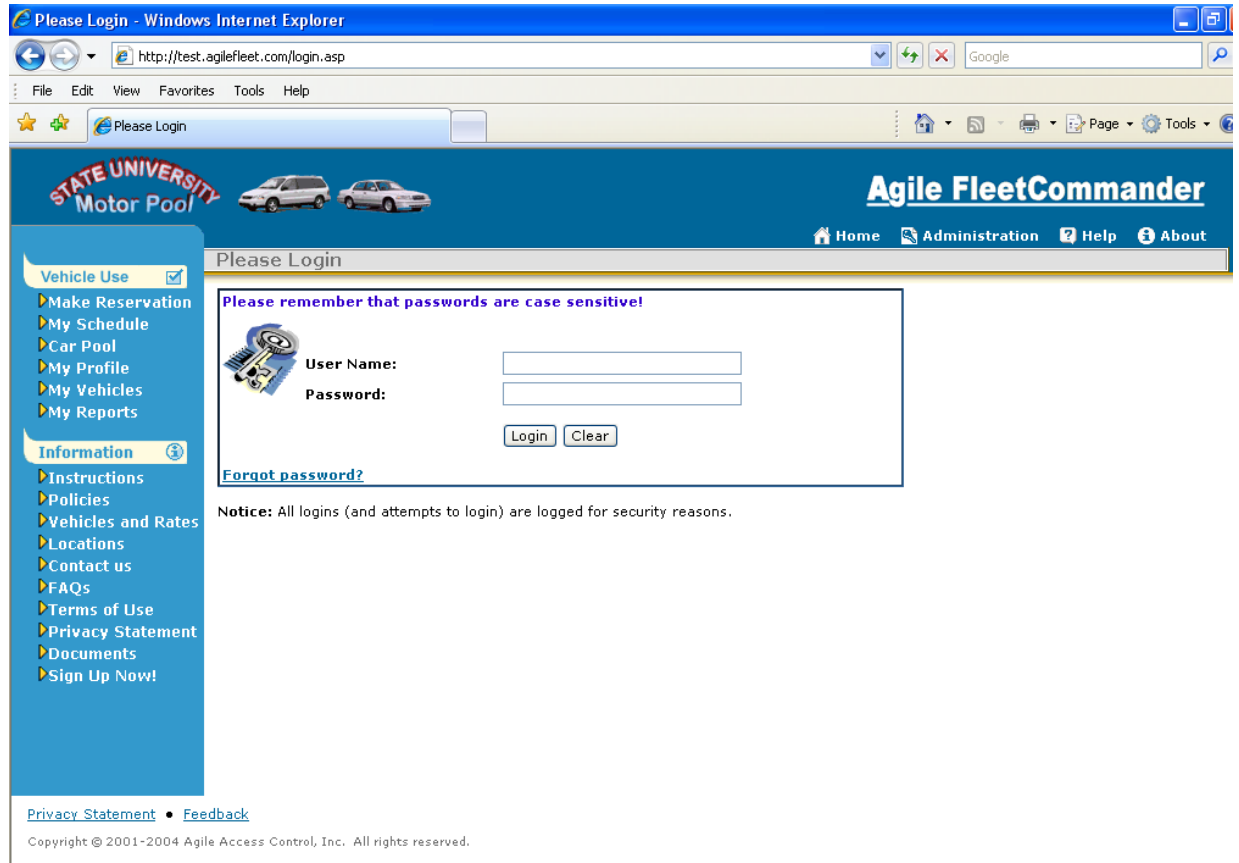 Please Login - Windows Internet Explorer
http://test.agilefleet.com/login.asp
Google
File Edit View Favorites Tools Help
Please Login
Page Tools
STATE UNIVERSITY
Motor Pool
Agile FleetCommander
Home Administration Help About
Please Login
Vehicle Use
Make Reservation
My Schedule
Car Pool
My Profile
My Vehicles
My Reports
Information
Instructions
Policies
Vehicles and Rates
Locations
Contact us
FAQs
Terms of Use
Privacy Statement
Documents
Sign Up Now!
Please remember that passwords are case sensitive!
User Name:
Password:
Login Clear
Forgot password?
Notice: All logins (and attempts to login) are logged for security reasons.
Privacy Statement • Feedback
Copyright © 2001-2004 Agile Access Control, Inc. All rights reserved.